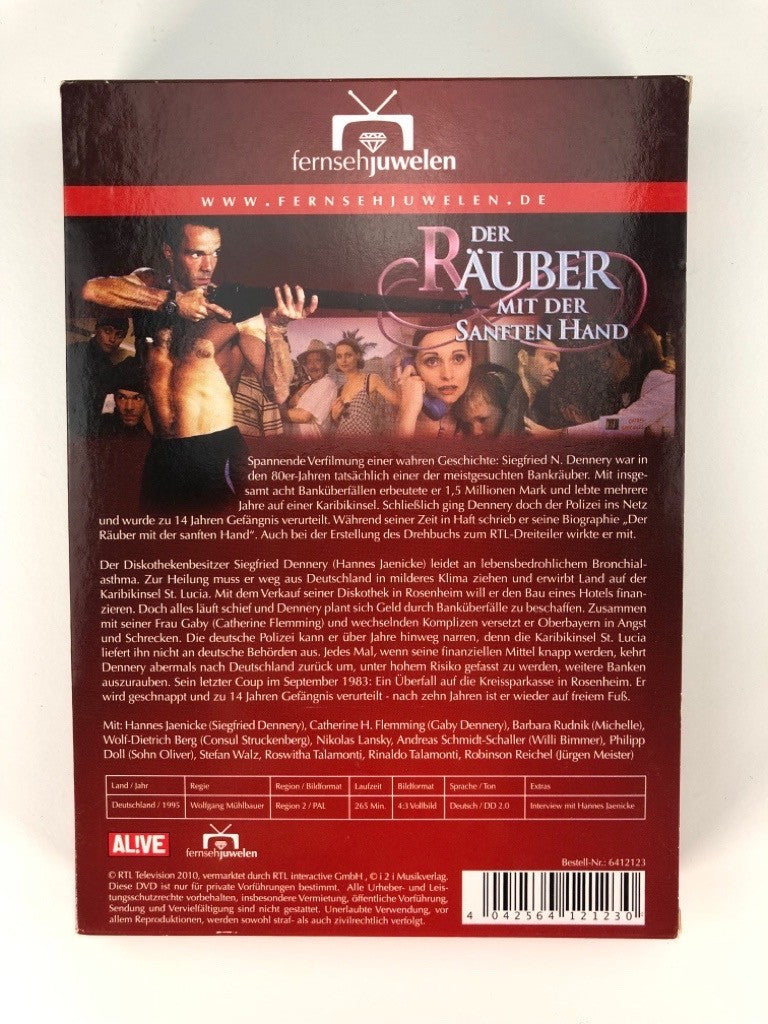 fernsehjuwelen
WWW.FERNSEHJUWELEN.DE
DER
RÄUBER
MIT DER
SANFTEN HAND
Spannende Verfilmung einer wahren Geschichte: Siegfried N. Dennery war in
den 80er-Jahren tatsächlich einer der meistgesuchten Bankräuber. Mit insge-
samt acht Banküberfällen erbeutete er 1,5 Millionen Mark und lebte mehrere
Jahre auf einer Karibikinsel. Schließlich ging Dennery doch der Polizei ins Netz
und wurde zu 14 Jahren Gefängnis verurteilt. Während seiner Zeit in Haft schrieb er seine Biographie „Der
Räuber mit der sanften Hand“. Auch bei der Erstellung des Drehbuchs zum RTL-Dreiteiler wirkte er mit.
Der Diskothekenbesitzer Siegfried Dennery (Hannes Jaenicke) leidet an lebensbedrohlichem Bronchial-
asthma. Zur Heilung muss er weg aus Deutschland in milderes Klima ziehen und erwirbt Land auf der
Karibikinsel St. Lucia. Mit dem Verkauf seiner Diskothek in Rosenheim will er den Bau eines Hotels finan-
zieren. Doch alles läuft schief und Dennery plant sich Geld durch Banküberfälle zu beschaffen. Zusammen
mit seiner Frau Gaby (Catherine Flemming) und wechselnden Komplizen versetzt er Oberbayern in Angst
und Schrecken. Die deutsche Polizei kann er über Jahre hinweg narren, denn die Karibikinsel St. Lucia
liefert ihn nicht an deutsche Behörden aus. Jedes Mal, wenn seine finanziellen Mittel knapp werden, kehrt
Dennery abermals nach Deutschland zurück um, unter hohem Risiko gefasst zu werden, weitere Banken
auszurauben. Sein letzter Coup im September 1983: Ein Überfall auf die Kreissparkasse in Rosenheim. Er
wird geschnappt und zu 14 Jahren Gefängnis verurteilt - nach zehn Jahren ist er wieder auf freiem Fuß.
Mit: Hannes Jaenicke (Siegfried Dennery), Catherine H. Flemming (Gaby Dennery), Barbara Rudnik (Michelle),
Wolf-Dietrich Berg (Consul Struckenberg), Nikolas Lansky, Andreas Schmidt-Schaller (Willi Bimmer), Philipp
Doll (Sohn Oliver), Stefan Walz, Roswitha Talamonti, Rinaldo Talamonti, Robinson Reichel (Jürgen Meister)
Land / Jahr Regie Region / Bildformat Laufzeit Bildformat Sprache / Ton Extras
Deutschland / 1995 Wolfgang Mühlbauer Region 2 / PAL 265 Min. 4:3 Vollbild Deutsch / DD 2.0 Interview mit Hannes Jaenicke
AL!VE
fernsehjuwelen
Bestell-Nr.: 6412123
© RTL Television 2010, vermarktet durch RTL interactive GmbH , © i 2 i Musikverlag.
Diese DVD ist nur für private Vorführungen bestimmt. Alle Urheber- und Leis-
tungsschutzrechte vorbehalten, insbesondere Vermietung, öffentliche Vorführung,
Sendung und Vervielfältigung sind nicht gestattet. Unerlaubte Verwendung, vor
allem Reproduktionen, werden sowohl straf- als auch zivilrechtlich verfolgt.
4 042564 121230